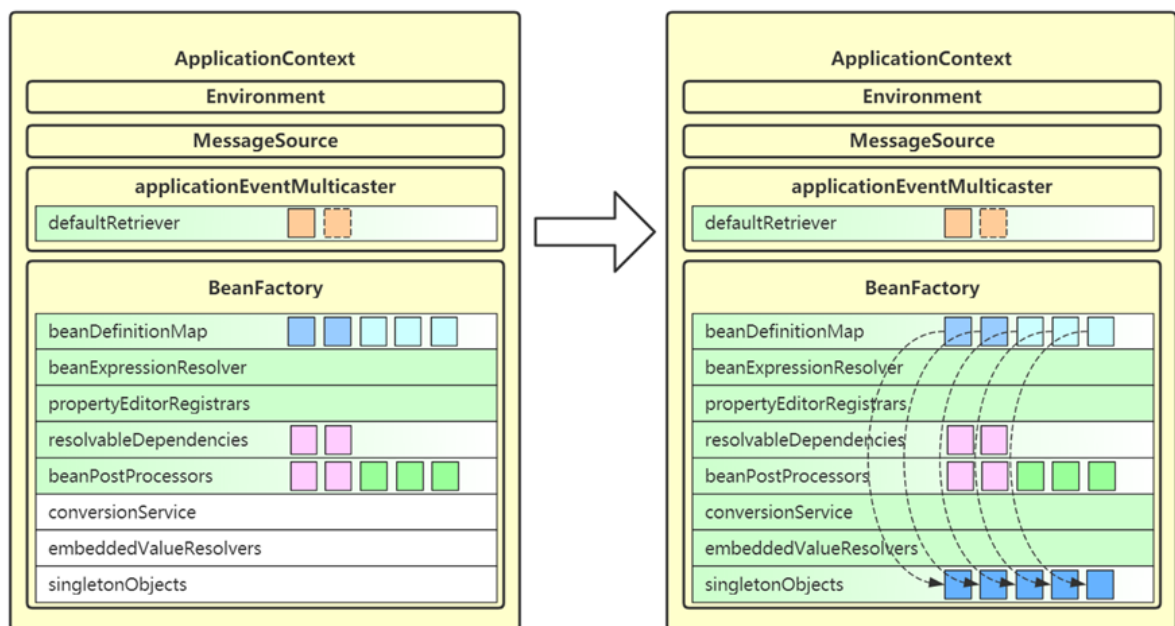 ApplicationContext
Environment
MessageSource
applicationEventMulticaster
defaultRetriever
BeanFactory
beanDefinitionMap
beanExpressionResolver
propertyEditorRegistrars
resolvableDependencies
beanPostProcessors
conversionService
embeddedValueResolvers
singletonObjects
ApplicationContext
Environment
MessageSource
applicationEventMulticaster
defaultRetriever
BeanFactory
beanDefinitionMap
beanExpressionResolver
propertyEditorRegistrars
resolvableDependencies
beanPostProcessors
conversionService
embeddedValueResolvers
singletonObjects